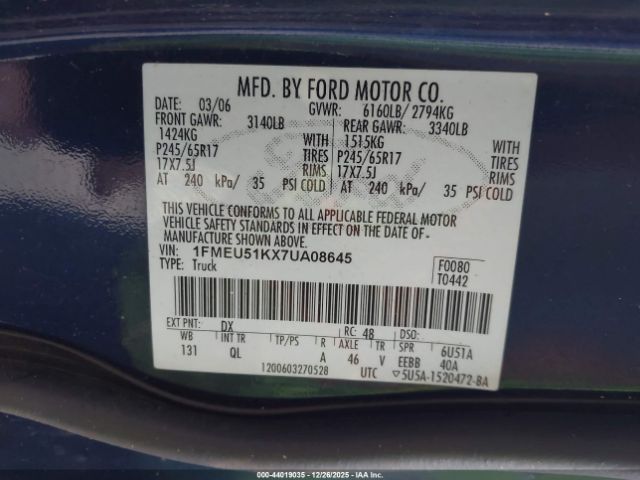 MFD. BY FORD MOTOR CO.
DATE: 03/06 GVWR: 6160LB/ 2794KG
FRONT GAWR: 3140LB REAR GAWR: 3340LB
1424KG WITH 1515KG WITH
P245/65R17 TIRES P245/65R17 TIRES
17X7.5J RIMS 17X7.5J RIMS
AT 240 kPa/ 35 PSI COLD AT 240 kPa/ 35 PSI COLD
THIS VEHICLE CONFORMS TO ALL APPLICABLE FEDERAL MOTOR
VEHICLE SAFETY STANDARDS IN EFFECT ON THE DATE OF
MANUFACTURE SHOWN ABOVE.
VIN: 1FMEU51KX7UA08645 F0080
TYPE: Truck T0442
EXT PNT: DX RC: 48 DSO:
WB INT TR TP/PS R AXLE TR SPR 6U51A
131 QL A 46 V EEBB 40A
1200603270528 UTC ▽5U5A-1520472-BA
Ford
00-44019035 - 12/26/2025 - IAA Inc.